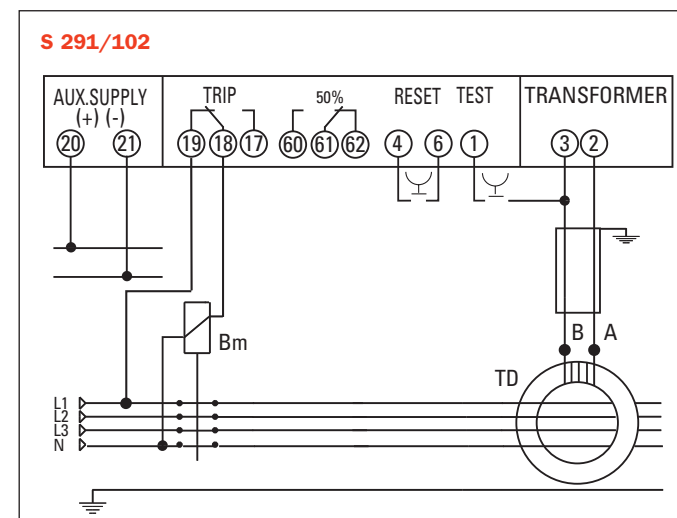 S 291/102
AUX.SUPPLY TRIP 50% RESET TEST TRANSFORMER
(+) (-)
20 21 19 18 17 60 61 62 4 6 1 3 2
Bm
B A
TD
L1
L2
L3
N